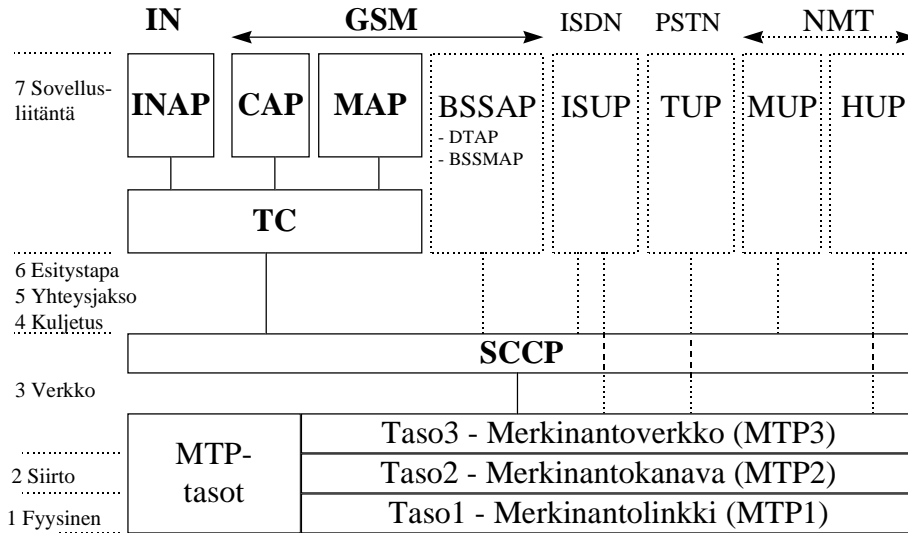 IN
GSM
ISDN
PSTN
NMT
7 Sovellus-
liitäntä
INAP
CAP
MAP
BSSAP
- DTAP
- BSSMAP
ISUP
TUP
MUP
HUP
TC
6 Esitystapa
5 Yhteysjakso
4 Kuljetus
SCCP
3 Verkko
MTP-
tasot
Taso3 - Merkinantoverkko (MTP3)
2 Siirto
Taso2 - Merkinantokanava (MTP2)
1 Fyysinen
Taso1 - Merkinantolinkki (MTP1)